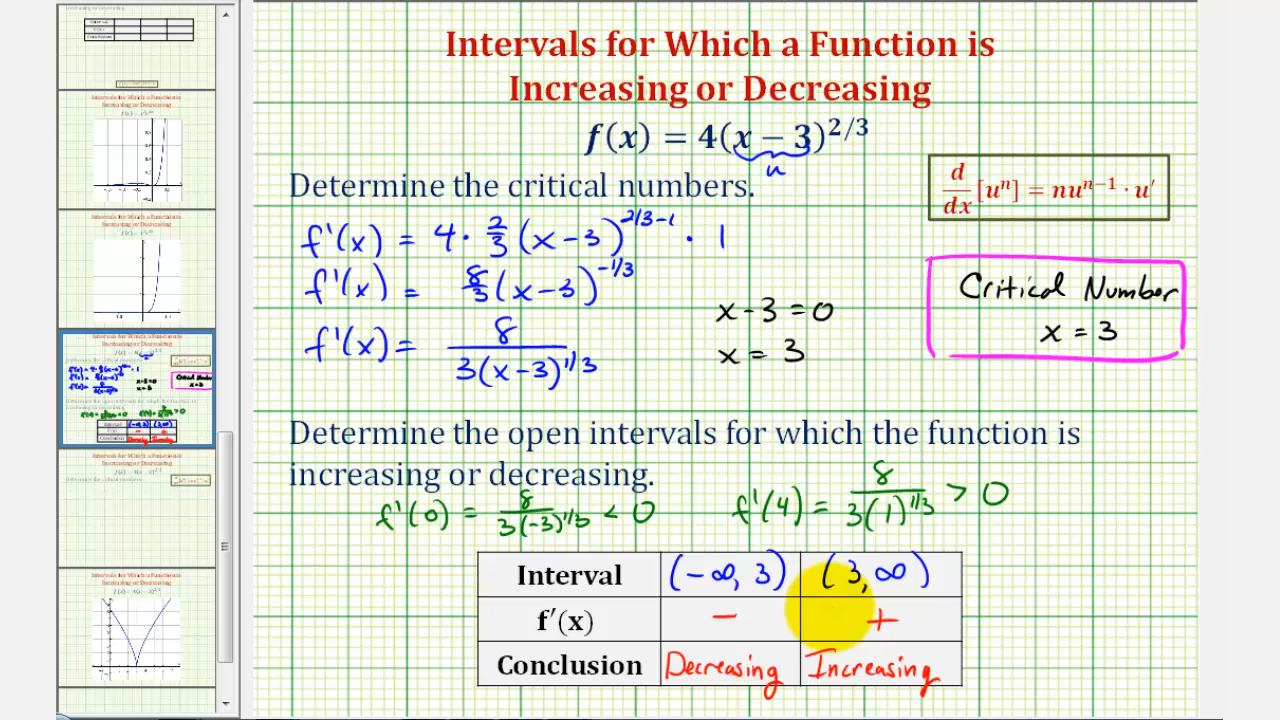 Intervals for Which a Function is
Increasing or Decreasing
f(x) = 4(x − 3)^{2/3}
u
Determine the critical numbers.
d/dx [u^n] = nu^{n−1} · u'
f'(x) = 4 · 2/3 (x − 3)^{2/3 − 1} · 1
f'(x) = 8/3 (x − 3)^{−1/3}
f'(x) = 8 / 3(x − 3)^{1/3}
x − 3 = 0
x = 3
Critical Number
x = 3
Determine the open intervals for which the function is
increasing or decreasing.
f'(0) = 8 / 3(−3)^{1/3} < 0
f'(4) = 8 / 3(1)^{1/3} > 0
Interval (−∞, 3) (3, ∞)
f′(x) − +
Conclusion Decreasing Increasing